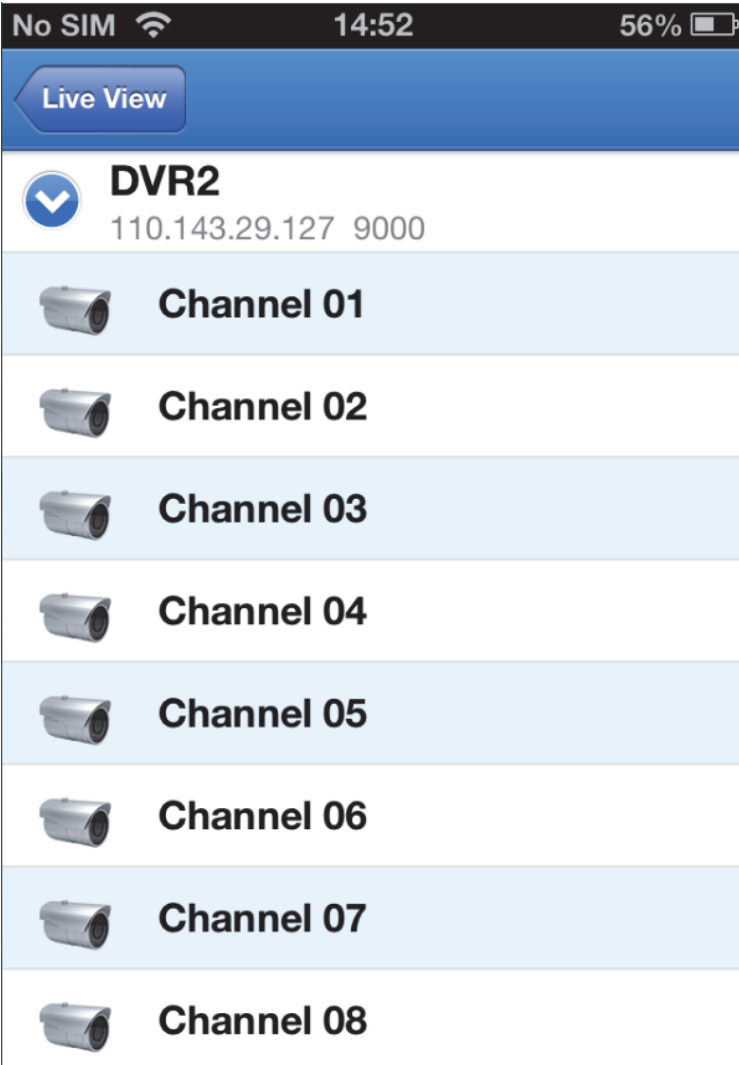 No SIM 14:52 56%
Live View
DVR2
110.143.29.127 9000
Channel 01
Channel 02
Channel 03
Channel 04
Channel 05
Channel 06
Channel 07
Channel 08